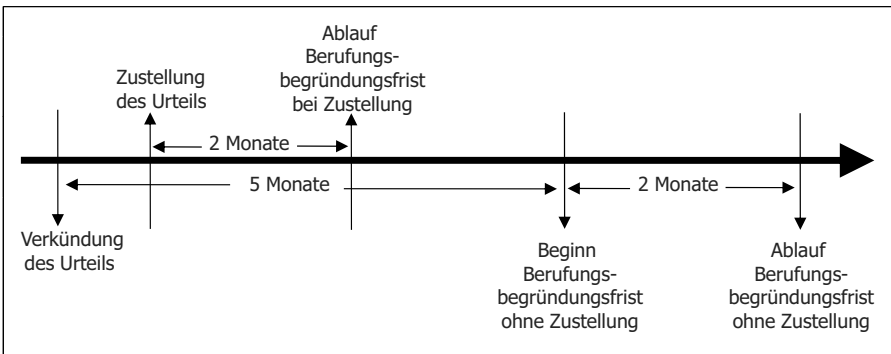 Ablauf
Berufungs-
begründungsfrist
bei Zustellung
Zustellung
des Urteils
2 Monate
5 Monate
2 Monate
Verkündung
des Urteils
Beginn
Berufungs-
begründungsfrist
ohne Zustellung
Ablauf
Berufungs-
begründungsfrist
ohne Zustellung